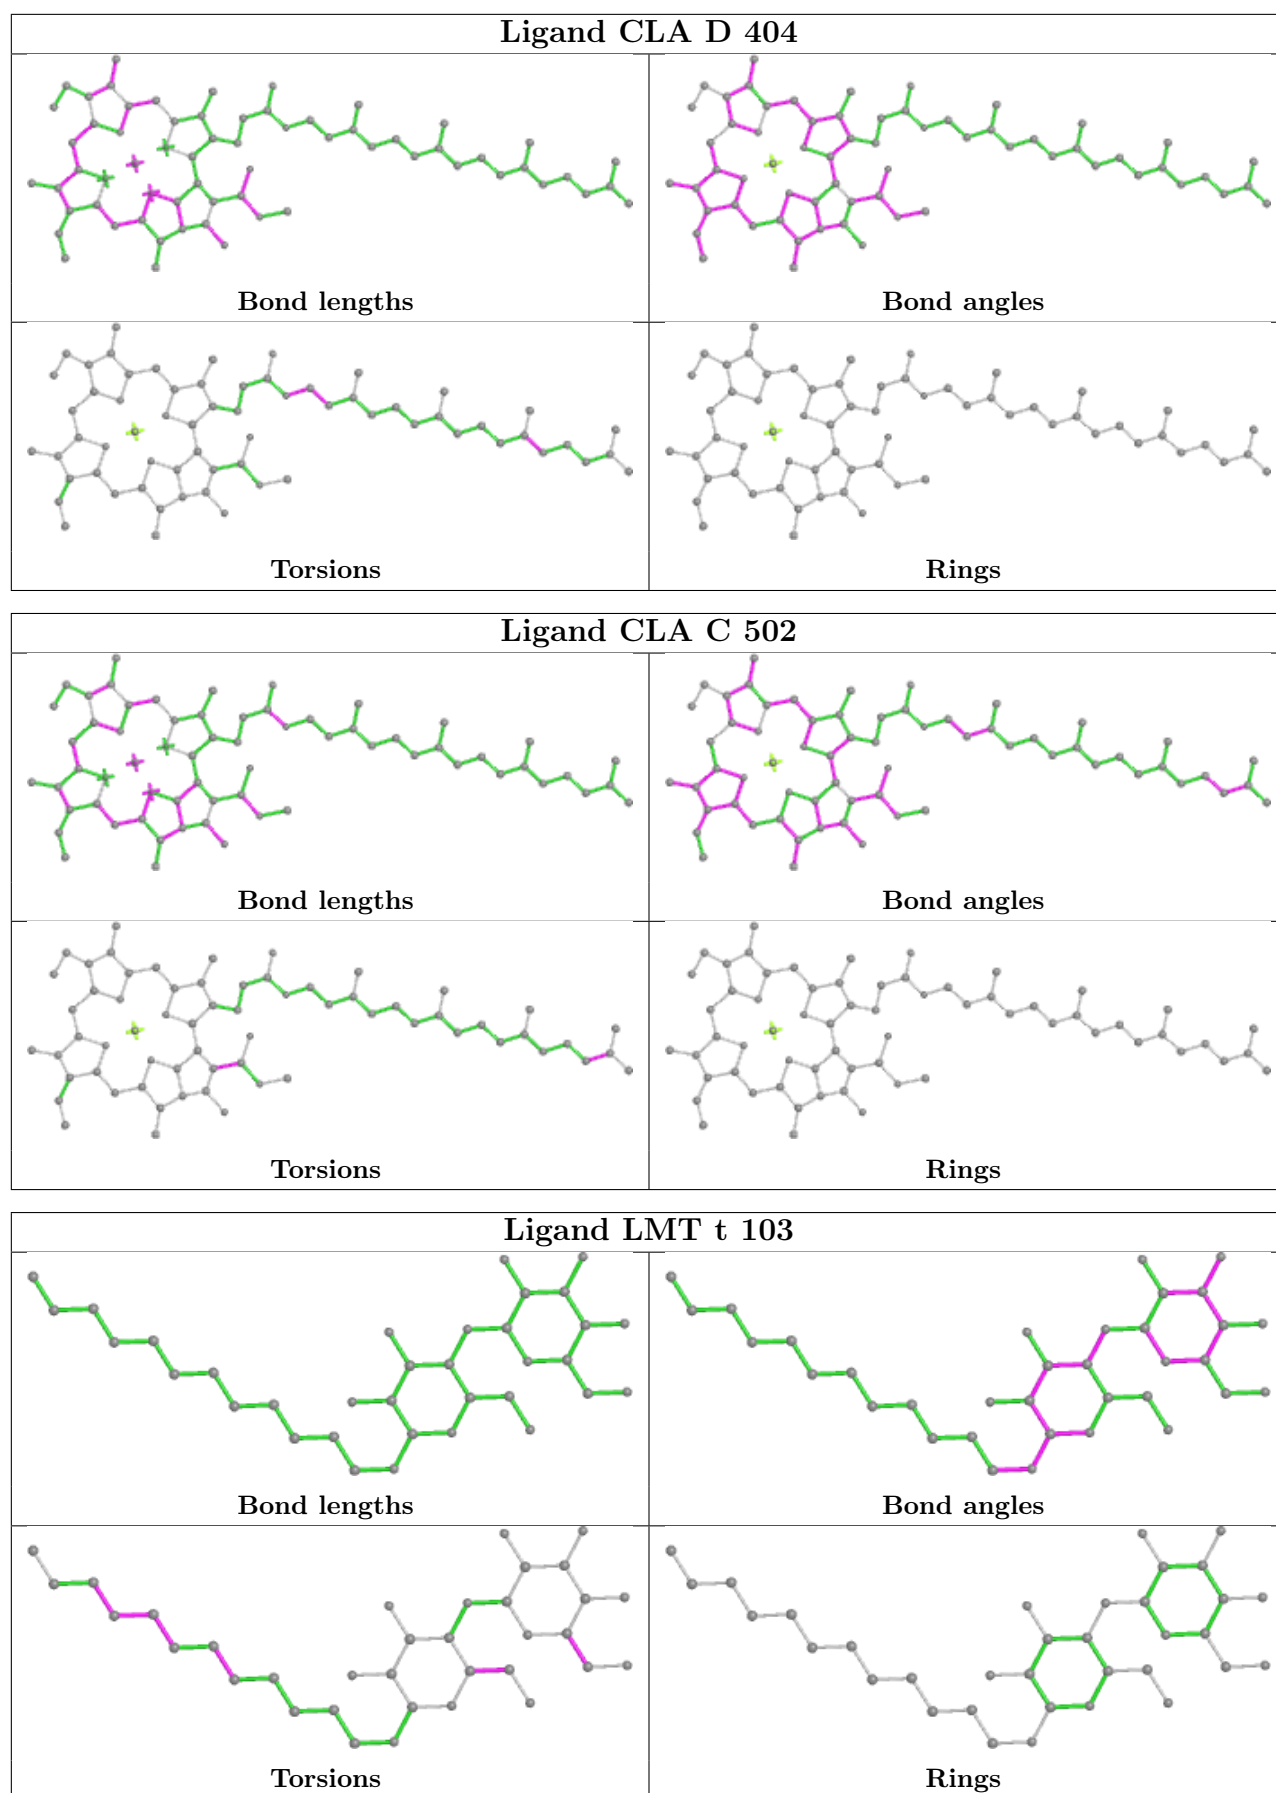 Ligand CLA D 404
Bond lengths
Bond angles
Torsions
Rings
Ligand CLA C 502
Bond lengths
Bond angles
Torsions
Rings
Ligand LMT t 103
Bond lengths
Bond angles
Torsions
Rings